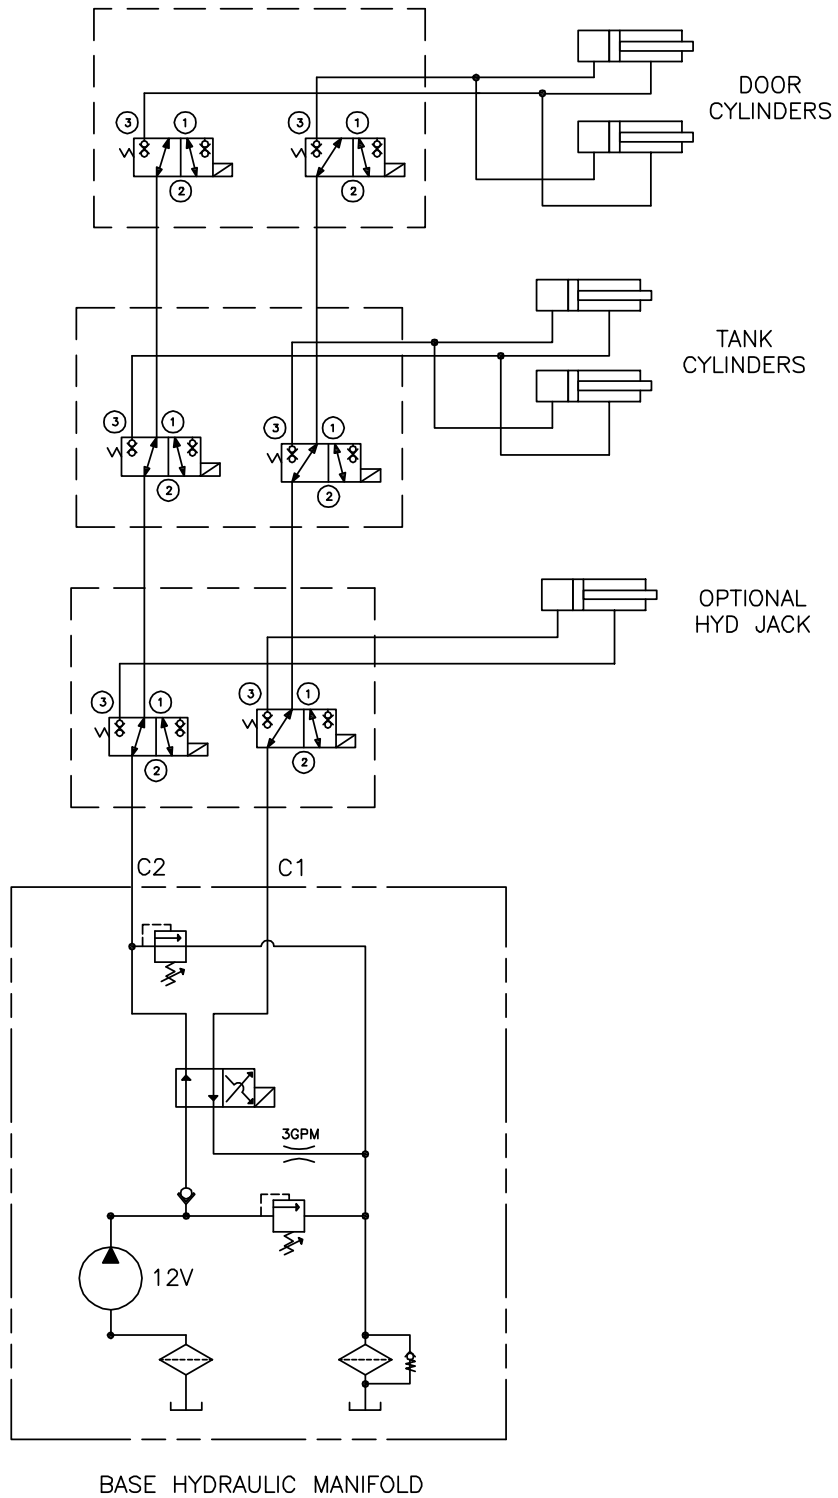 DOOR
CYLINDERS
3 1 3 1
2 2
TANK
CYLINDERS
3 1 3 1
2 2
OPTIONAL
HYD JACK
3 1 3 1
2 2
C2 C1
3GPM
12V
BASE HYDRAULIC MANIFOLD